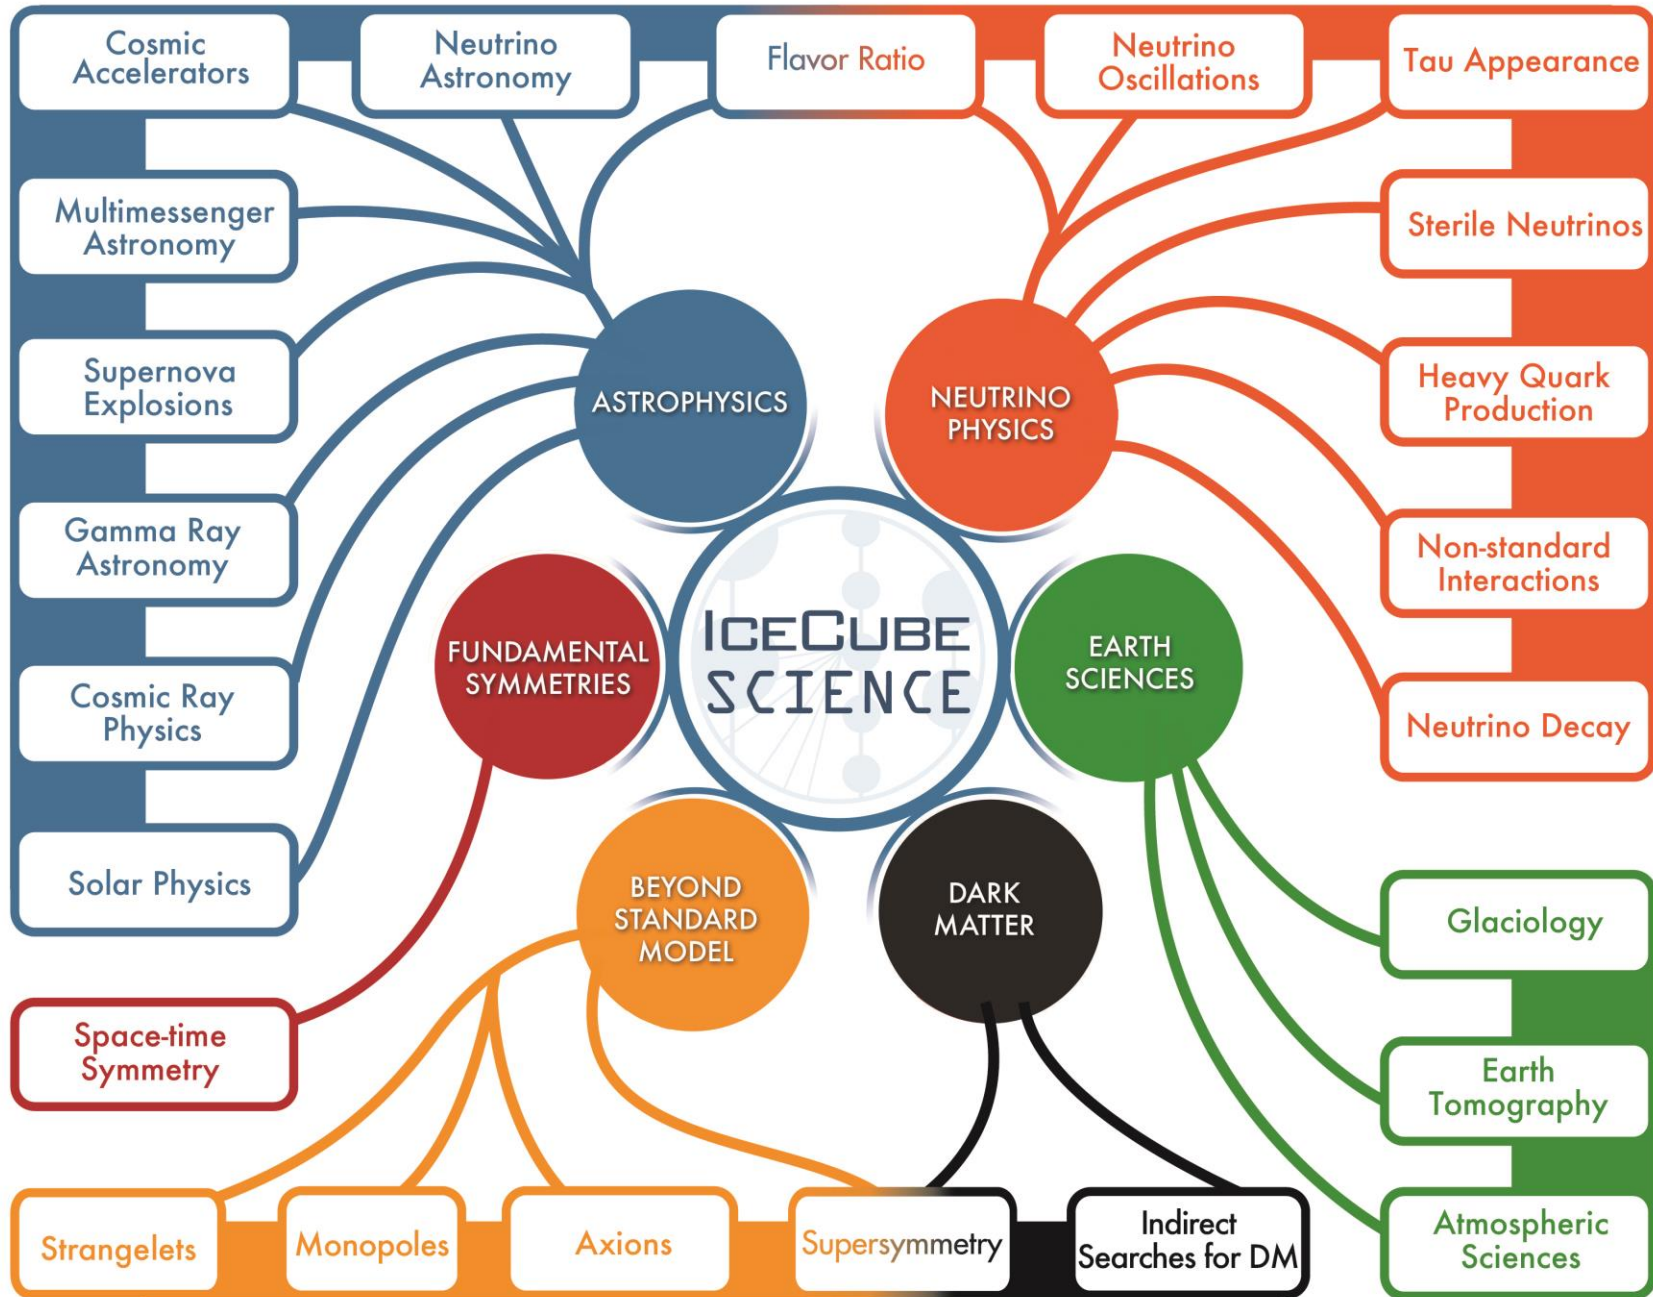 Cosmic
Accelerators
Neutrino
Astronomy
Flavor Ratio
Neutrino
Oscillations
Tau Appearance
Multimessenger
Astronomy
Sterile Neutrinos
Supernova
Explosions
ASTROPHYSICS
NEUTRINO
PHYSICS
Heavy Quark
Production
Gamma Ray
Astronomy
Non-standard
Interactions
FUNDAMENTAL
SYMMETRIES
ICECUBE
SCIENCE
EARTH
SCIENCES
Cosmic Ray
Physics
Neutrino Decay
Solar Physics
BEYOND
STANDARD
MODEL
DARK
MATTER
Glaciology
Space-time
Symmetry
Earth
Tomography
Strangelets
Monopoles
Axions
Supersymmetry
Indirect
Searches for DM
Atmospheric
Sciences